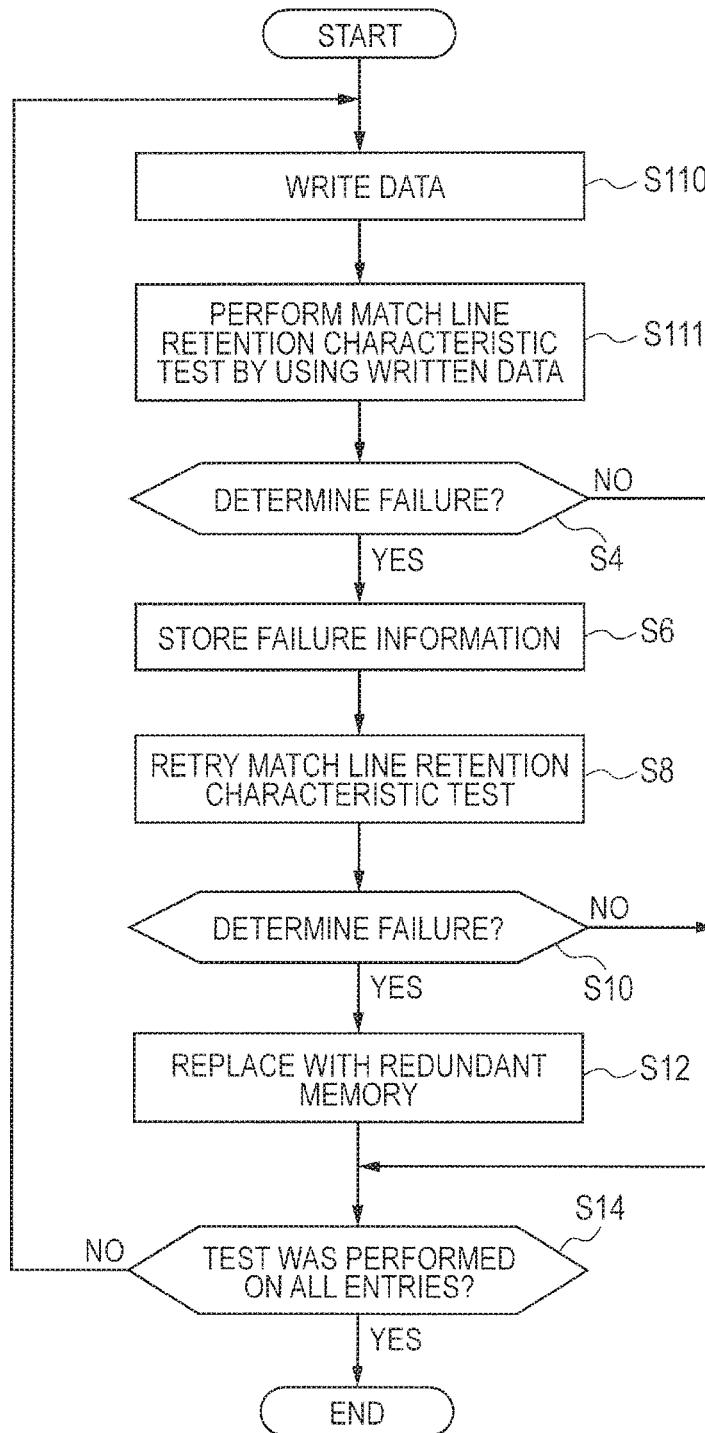 START
WRITE DATA
S110
PERFORM MATCH LINE
RETENTION CHARACTERISTIC
TEST BY USING WRITTEN DATA
S111
DETERMINE FAILURE?
NO
S4
YES
STORE FAILURE INFORMATION
S6
RETRY MATCH LINE RETENTION
CHARACTERISTIC TEST
S8
DETERMINE FAILURE?
NO
S10
YES
REPLACE WITH REDUNDANT
MEMORY
S12
S14
NO
TEST WAS PERFORMED
ON ALL ENTRIES?
YES
END